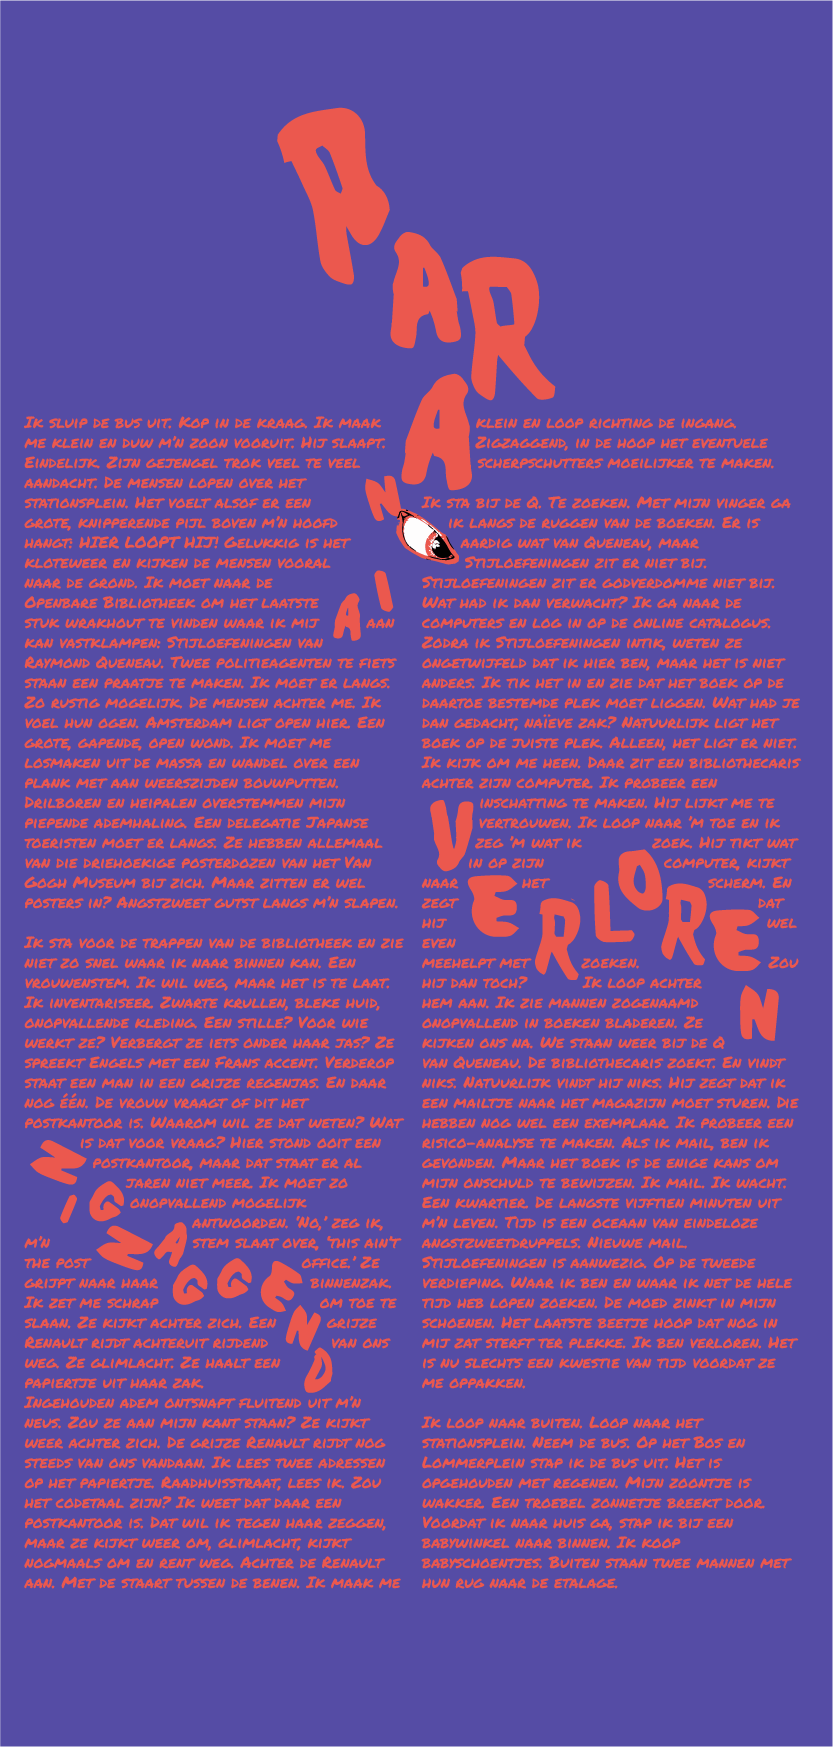 PARANOIA
Ik sluip de bus uit. Kop in de kraag. Ik maak
me klein en duw m'n zoon vooruit. Hij slaapt.
Eindelijk. Zijn gejengel trok veel te veel
aandacht. De mensen lopen over het
stationsplein. Het voelt alsof er een
grote, knipperende pijl boven m'n hoofd
hangt: HIER LOOPT HIJ! Gelukkig is het
kloteweer en kijken de mensen vooral
naar de grond. Ik moet naar de
Openbare Bibliotheek om het laatste
stuk wrakhout te vinden waar ik mij aan
kan vastklampen: Stijloefeningen van
Raymond Queneau. Twee politieagenten te fiets
staan een praatje te maken. Ik moet er langs.
Zo rustig mogelijk. De mensen achter me. Ik
voel hun ogen. Amsterdam ligt open hier. Een
grote, gapende, open wond. Ik moet me
losmaken uit de massa en wandel over een
plank met aan weerszijden bouwputten.
Drilboren en heipalen overstemmen mijn
piepende ademhaling. Een delegatie Japanse
toeristen moet er langs. Ze hebben allemaal
van die driehoekige posterdozen van het Van
Gogh Museum bij zich. Maar zitten er wel
posters in? Angstzweet gutst langs m'n slapen.
Ik sta voor de trappen van de bibliotheek en zie
niet zo snel waar ik naar binnen kan. Een
vrouwenstem. Ik wil weg, maar het is te laat.
Ik inventariseer. Zwarte krullen, bleke huid,
onopvallende kleding. Een stille? Voor wie
werkt ze? Verbergt ze iets onder haar jas? Ze
spreekt Engels met een Frans accent. Verderop
staat een man in een grijze regenjas. En daar
nog één. De vrouw vraagt of dit het
postkantoor is. Waarom wil ze dat weten? Wat
is dat voor vraag? Hier stond ooit een
postkantoor, maar dat staat er al
jaren niet meer. Ik moet zo
onopvallend mogelijk
antwoorden. 'No,' zeg ik,
m'n stem slaat over, 'this ain't
the post office.' Ze
grijpt naar haar binnenzak.
Ik zet me schrap om toe te
slaan. Ze kijkt achter zich. Een grijze
Renault rijdt achteruit rijdend van ons
weg. Ze glimlacht. Ze haalt een
papiertje uit haar zak.
ZIGZAGGEND
Ingehouden adem ontsnapt fluitend uit m'n
neus. Zou ze aan mijn kant staan? Ze kijkt
weer achter zich. De grijze Renault rijdt nog
steeds van ons vandaan. Ik lees twee adressen
op het papiertje. Raadhuisstraat, lees ik. Zou
het codetaal zijn? Ik weet dat daar een
postkantoor is. Dat wil ik tegen haar zeggen,
maar ze kijkt weer om, glimlacht, kijkt
nogmaals om en rent weg. Achter de Renault
aan. Met de staart tussen de benen. Ik maak me
klein en loop richting de ingang.
Zigzaggend, in de hoop het eventuele
scherpschutters moeilijker te maken.
Ik sta bij de Q. Te zoeken. Met mijn vinger ga
ik langs de ruggen van de boeken. Er is
aardig wat van Queneau, maar
Stijloefeningen zit er niet bij.
Stijloefeningen zit er godverdomme niet bij.
Wat had ik dan verwacht? Ik ga naar de
computers en log in op de online catalogus.
Zodra ik Stijloefeningen intik, weten ze
ongetwijfeld dat ik hier ben, maar het is niet
anders. Ik tik het in en zie dat het boek op de
daartoe bestemde plek moet liggen. Wat had je
dan gedacht, naïeve zak? Natuurlijk ligt het
boek op de juiste plek. Alleen, het ligt er niet.
Ik kijk om me heen. Daar zit een bibliothecaris
achter zijn computer. Ik probeer een
inschatting te maken. Hij lijkt me te
vertrouwen. Ik loop naar 'm toe en ik
zeg 'm wat ik zoek. Hij tikt wat
in op zijn computer, kijkt
naar het scherm. En
zegt dat
hij wel
even
meehelpt met zoeken. Zou
hij dan toch? Ik loop achter
VERLOREN
hem aan. Ik zie mannen zogenaamd
onopvallend in boeken bladeren. Ze
kijken ons na. We staan weer bij de Q
van Queneau. De bibliothecaris zoekt. En vindt
niks. Natuurlijk vindt hij niks. Hij zegt dat ik
een mailtje naar het magazijn moet sturen. Die
hebben nog wel een exemplaar. Ik probeer een
risico-analyse te maken. Als ik mail, ben ik
gevonden. Maar het boek is de enige kans om
mijn onschuld te bewijzen. Ik mail. Ik wacht.
Een kwartier. De langste vijftien minuten uit
m'n leven. Tijd is een oceaan van eindeloze
angstzweetdruppels. Nieuwe mail.
Stijloefeningen is aanwezig. Op de tweede
verdieping. Waar ik ben en waar ik net de hele
tijd heb lopen zoeken. De moed zinkt in mijn
schoenen. Het laatste beetje hoop dat nog in
mij zat sterft ter plekke. Ik ben verloren. Het
is nu slechts een kwestie van tijd voordat ze
me oppakken.
Ik loop naar buiten. Loop naar het
stationsplein. Neem de bus. Op het Bos en
Lommerplein stap ik de bus uit. Het is
opgehouden met regenen. Mijn zoontje is
wakker. Een troebel zonnetje breekt door.
Voordat ik naar huis ga, stap ik bij een
babywinkel naar binnen. Ik koop
babyschoentjes. Buiten staan twee mannen met
hun rug naar de etalage.